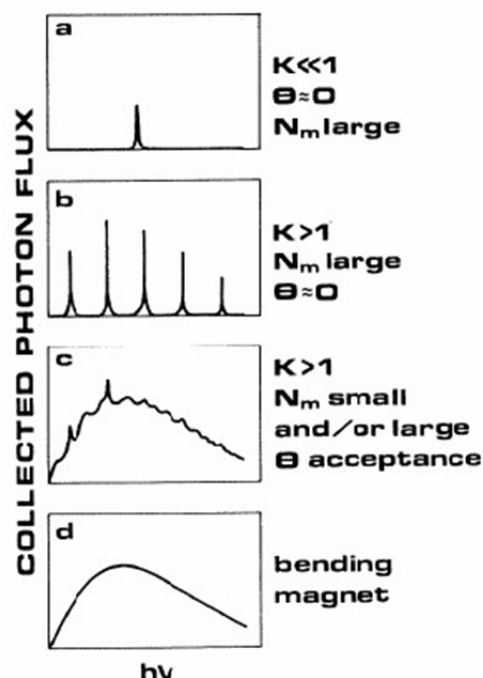 COLLECTED PHOTON FLUX
a
K≪1
Θ≈0
Nₘ large
b
K>1
Nₘ large
Θ≈0
c
K>1
Nₘ small
and/or large
Θ acceptance
d
bending
magnet
hν